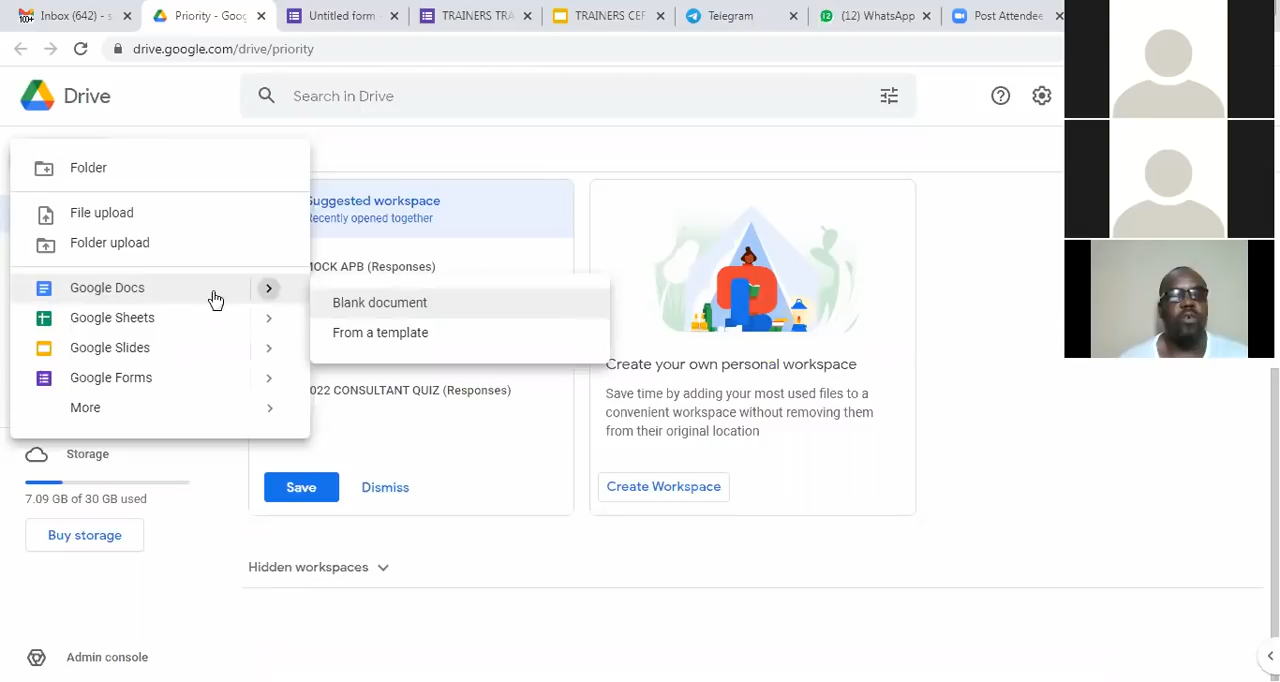 Inbox (642) - s
Priority - Goog
Untitled form -
TRAINERS TRA
TRAINERS CER
Telegram
(12) WhatsApp
Post Attendee
drive.google.com/drive/priority
Drive
Search in Drive
Folder
File upload
Folder upload
Google Docs
Google Sheets
Google Slides
Google Forms
More
Blank document
From a template
Suggested workspace
Recently opened together
MOCK APB (Responses)
2022 CONSULTANT QUIZ (Responses)
Save
Dismiss
Create your own personal workspace
Save time by adding your most used files to a
convenient workspace without removing them
from their original location
Create Workspace
Storage
7.09 GB of 30 GB used
Buy storage
Hidden workspaces
Admin console